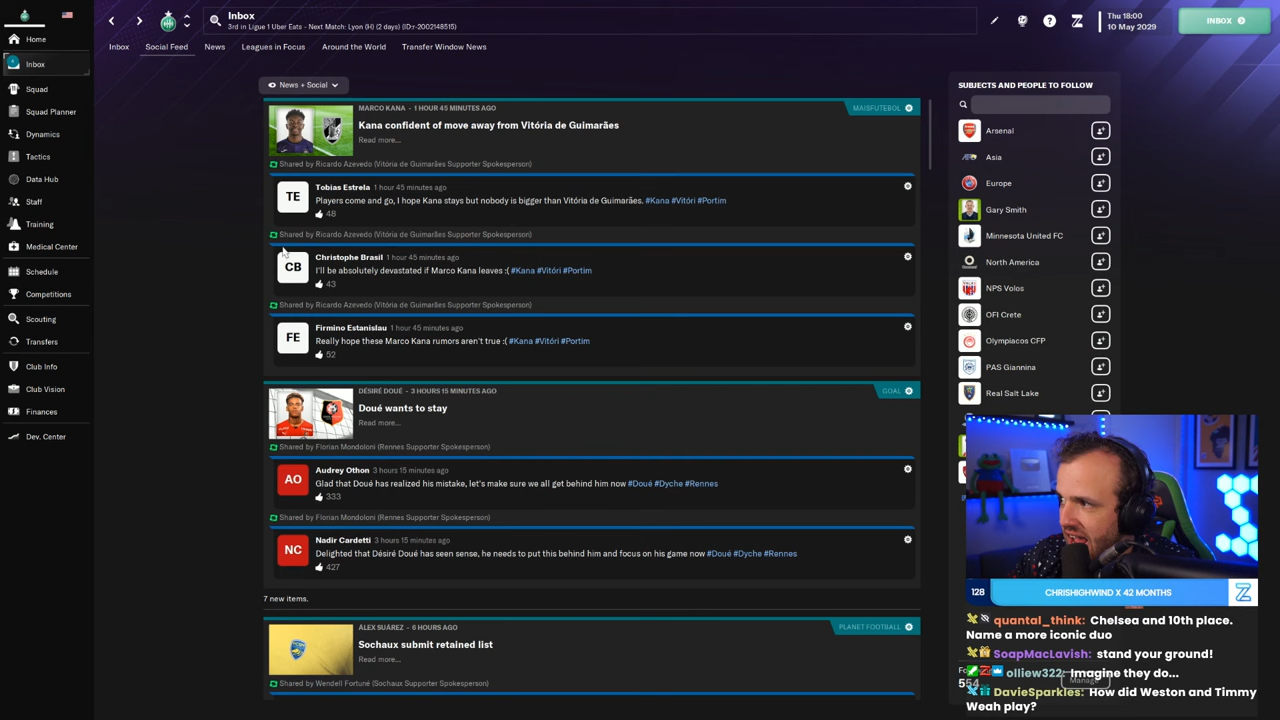 Inbox
3rd in Ligue 1 Uber Eats - Next Match: Lyon (H) (2 days) (ID:r-2002148515)
Thu 18:00
10 May 2029
INBOX
Home
Inbox
Squad
Squad Planner
Dynamics
Tactics
Data Hub
Staff
Training
Medical Center
Schedule
Competitions
Scouting
Transfers
Club Info
Club Vision
Finances
Dev. Center
Inbox
Social Feed
News
Leagues in Focus
Around the World
Transfer Window News
News + Social
MARCO KANA - 1 HOUR 45 MINUTES AGO
MAISFUTEBOL
Kana confident of move away from Vitória de Guimarães
Read more...
Shared by Ricardo Azevedo (Vitória de Guimarães Supporter Spokesperson)
TE
Tobias Estrela 1 hour 45 minutes ago
Players come and go, I hope Kana stays but nobody is bigger than Vitória de Guimarães. #Kana #Vitóri #Portim
48
Shared by Ricardo Azevedo (Vitória de Guimarães Supporter Spokesperson)
CB
Christophe Brasil 1 hour 45 minutes ago
I'll be absolutely devastated if Marco Kana leaves :( #Kana #Vitóri #Portim
43
Shared by Ricardo Azevedo (Vitória de Guimarães Supporter Spokesperson)
FE
Firmino Estanislau 1 hour 45 minutes ago
Really hope these Marco Kana rumors aren't true :( #Kana #Vitóri #Portim
52
DÉSIRÉ DOUÉ - 3 HOURS 15 MINUTES AGO
GOAL
Doué wants to stay
Read more...
Shared by Florian Mondoloni (Rennes Supporter Spokesperson)
AO
Audrey Othon 3 hours 15 minutes ago
Glad that Doué has realized his mistake, let's make sure we all get behind him now #Doué #Dyche #Rennes
333
Shared by Florian Mondoloni (Rennes Supporter Spokesperson)
NC
Nadir Cardetti 3 hours 15 minutes ago
Delighted that Désiré Doué has seen sense, he needs to put this behind him and focus on his game now #Doué #Dyche #Rennes
427
7 new items.
ALEX SUÁREZ - 6 HOURS AGO
PLANET FOOTBALL
Sochaux submit retained list
Read more...
Shared by Wendell Fortuné (Sochaux Supporter Spokesperson)
SUBJECTS AND PEOPLE TO FOLLOW
Arsenal
Asia
Europe
Gary Smith
Minnesota United FC
North America
NPS Volos
OFI Crete
Olympiacos CFP
PAS Giannina
Real Salt Lake
128
CHRISHIGHWIND X 42 MONTHS
quantal_think: Chelsea and 10th place.
Name a more iconic duo
SoapMacLavish: stand your ground!
olliew322: Imagine they do...
554
Manage
DavieSparkles: How did Weston and Timmy
Weah play?